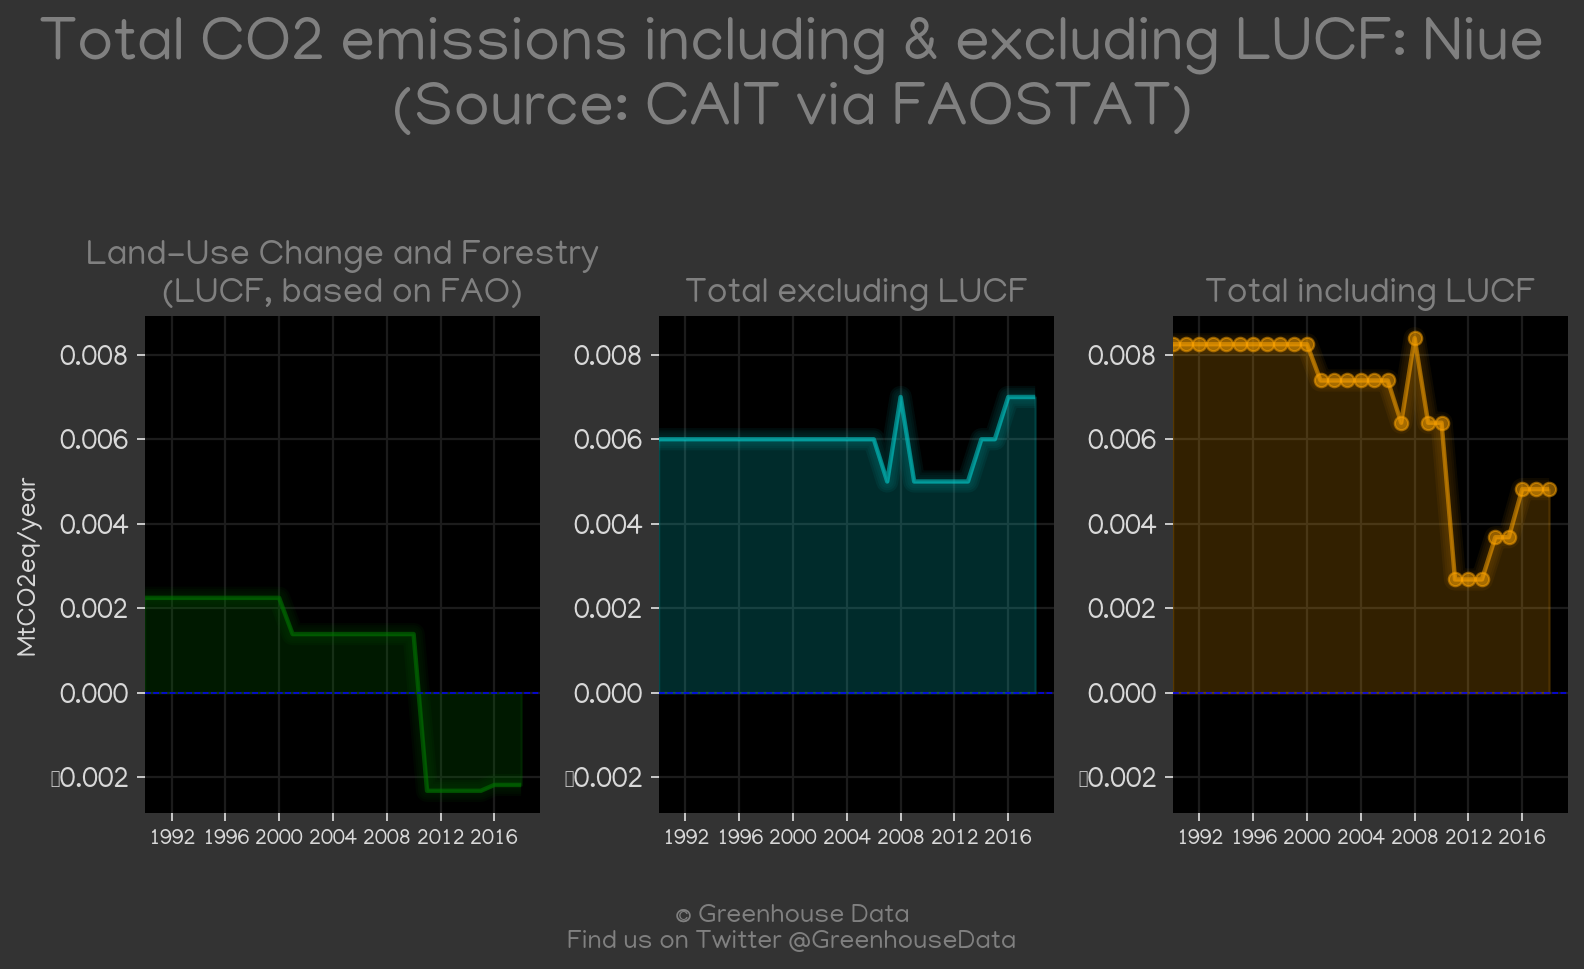 Total CO2 emissions including & excluding LUCF: Niue
(Source: CAIT via FAOSTAT)
Land-Use Change and Forestry
(LUCF, based on FAO)
Total excluding LUCF
Total including LUCF
MtCO2eq/year
0.008
0.006
0.004
0.002
0.000
▯0.002
1992 1996 2000 2004 2008 2012 2016
0.008
0.006
0.004
0.002
0.000
▯0.002
1992 1996 2000 2004 2008 2012 2016
0.008
0.006
0.004
0.002
0.000
▯0.002
1992 1996 2000 2004 2008 2012 2016
© Greenhouse Data
Find us on Twitter @GreenhouseData